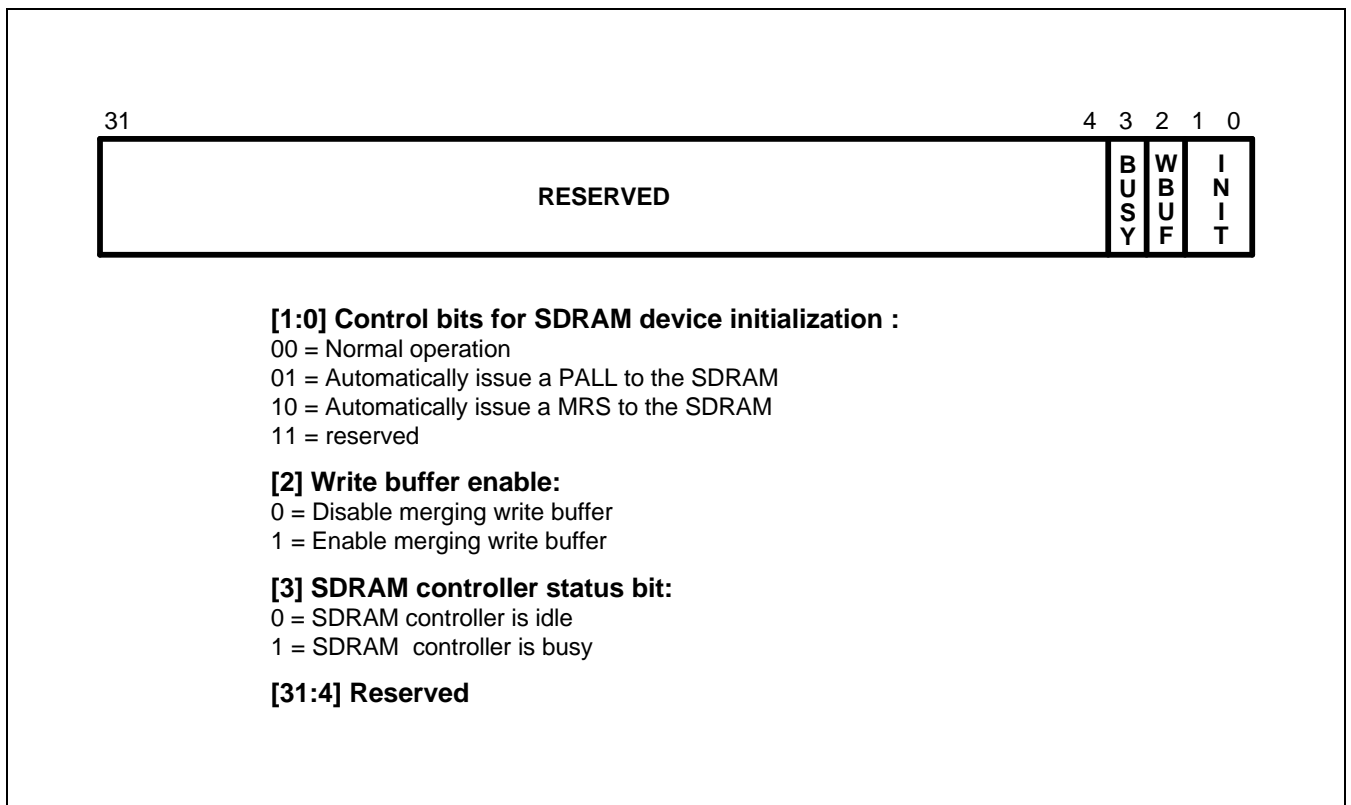 31 4 3 2 1 0
RESERVED BUSY WBUF INIT
[1:0] Control bits for SDRAM device initialization :
00 = Normal operation
01 = Automatically issue a PALL to the SDRAM
10 = Automatically issue a MRS to the SDRAM
11 = reserved
[2] Write buffer enable:
0 = Disable merging write buffer
1 = Enable merging write buffer
[3] SDRAM controller status bit:
0 = SDRAM controller is idle
1 = SDRAM controller is busy
[31:4] Reserved